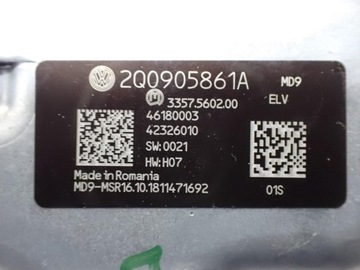 2Q0905861A MD9
3357.5602.00 ELV
46180003
42326010
SW:0021
HW:H07
Made in Romania
MD9-MSR16.10.1811471692
01S